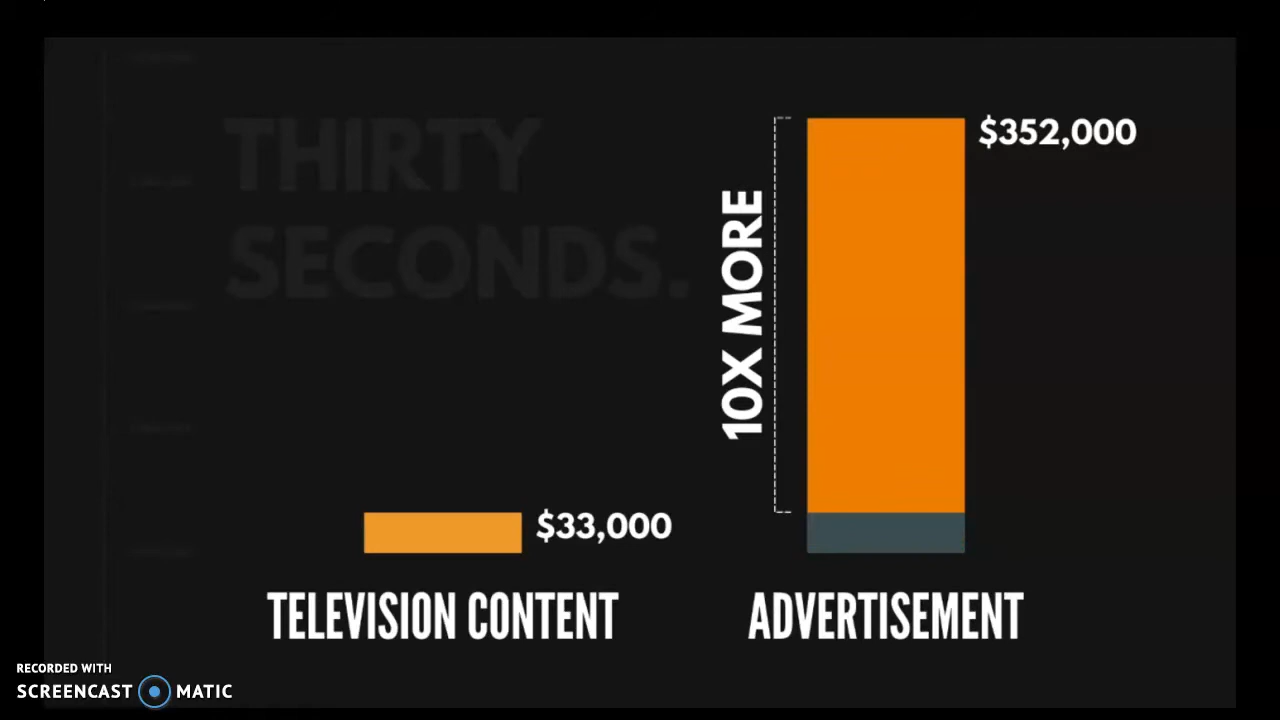 THIRTY
SECONDS.
10X MORE
$352,000
$33,000
TELEVISION CONTENT
ADVERTISEMENT
RECORDED WITH
SCREENCAST MATIC